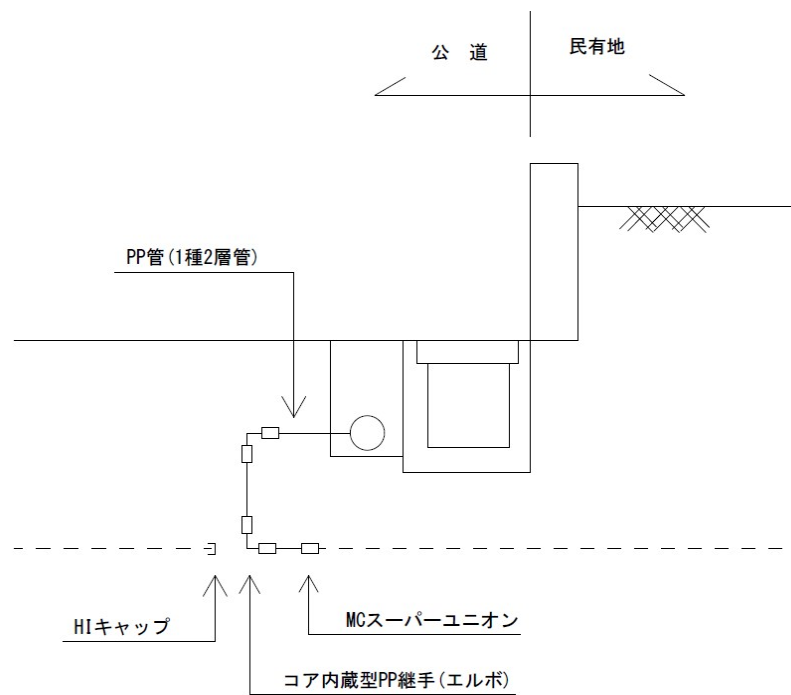 公　道
民有地
PP管(1種2層管)
HIキャップ
MCスーパーユニオン
コア内蔵型PP継手(エルボ)